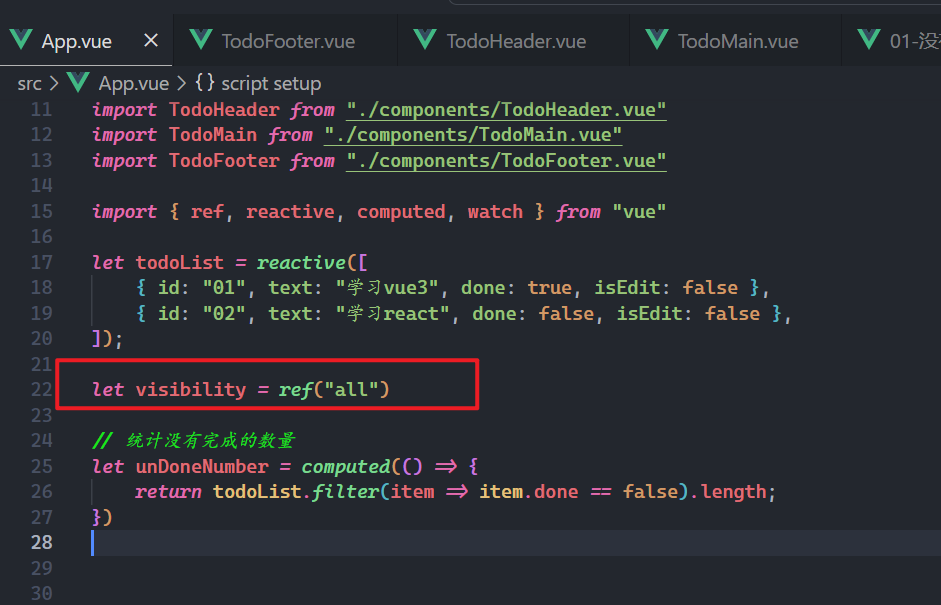 App.vue TodoFooter.vue TodoHeader.vue TodoMain.vue 01-没
src > App.vue > {} script setup
11 import TodoHeader from "./components/TodoHeader.vue"
12 import TodoMain from "./components/TodoMain.vue"
13 import TodoFooter from "./components/TodoFooter.vue"
14
15 import { ref, reactive, computed, watch } from "vue"
16
17 let todoList = reactive([
18 { id: "01", text: "学习vue3", done: true, isEdit: false },
19 { id: "02", text: "学习react", done: false, isEdit: false },
20 ]);
21
22 let visibility = ref("all")
23
24 // 统计没有完成的数量
25 let unDoneNumber = computed(() => {
26 return todoList.filter(item => item.done == false).length;
27 })
28
29
30